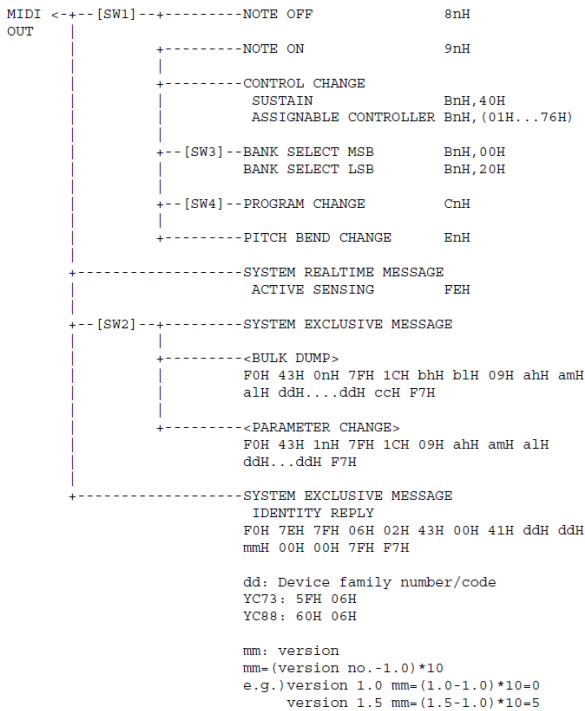 MIDI <-+--[SW1]--+---------NOTE OFF 8nH
OUT
+---------NOTE ON 9nH
+---------CONTROL CHANGE
SUSTAIN BnH,40H
ASSIGNABLE CONTROLLER BnH,(01H...76H)
+--[SW3]--BANK SELECT MSB BnH,00H
BANK SELECT LSB BnH,20H
+--[SW4]--PROGRAM CHANGE CnH
+---------PITCH BEND CHANGE EnH
+-------------------SYSTEM REALTIME MESSAGE
ACTIVE SENSING FEH
+--[SW2]--+---------SYSTEM EXCLUSIVE MESSAGE
+---------<BULK DUMP>
F0H 43H 0nH 7FH 1CH bhH blH 09H ahH amH
alH ddH....ddH ccH F7H
+---------<PARAMETER CHANGE>
F0H 43H 1nH 7FH 1CH 09H ahH amH alH
ddH...ddH F7H
+-------------------SYSTEM EXCLUSIVE MESSAGE
IDENTITY REPLY
F0H 7EH 7FH 06H 02H 43H 00H 41H ddH ddH
mmH 00H 00H 7FH F7H
dd: Device family number/code
YC73: 5FH 06H
YC88: 60H 06H
mm: version
mm=(version no.-1.0)*10
e.g.)version 1.0 mm=(1.0-1.0)*10=0
version 1.5 mm=(1.5-1.0)*10=5